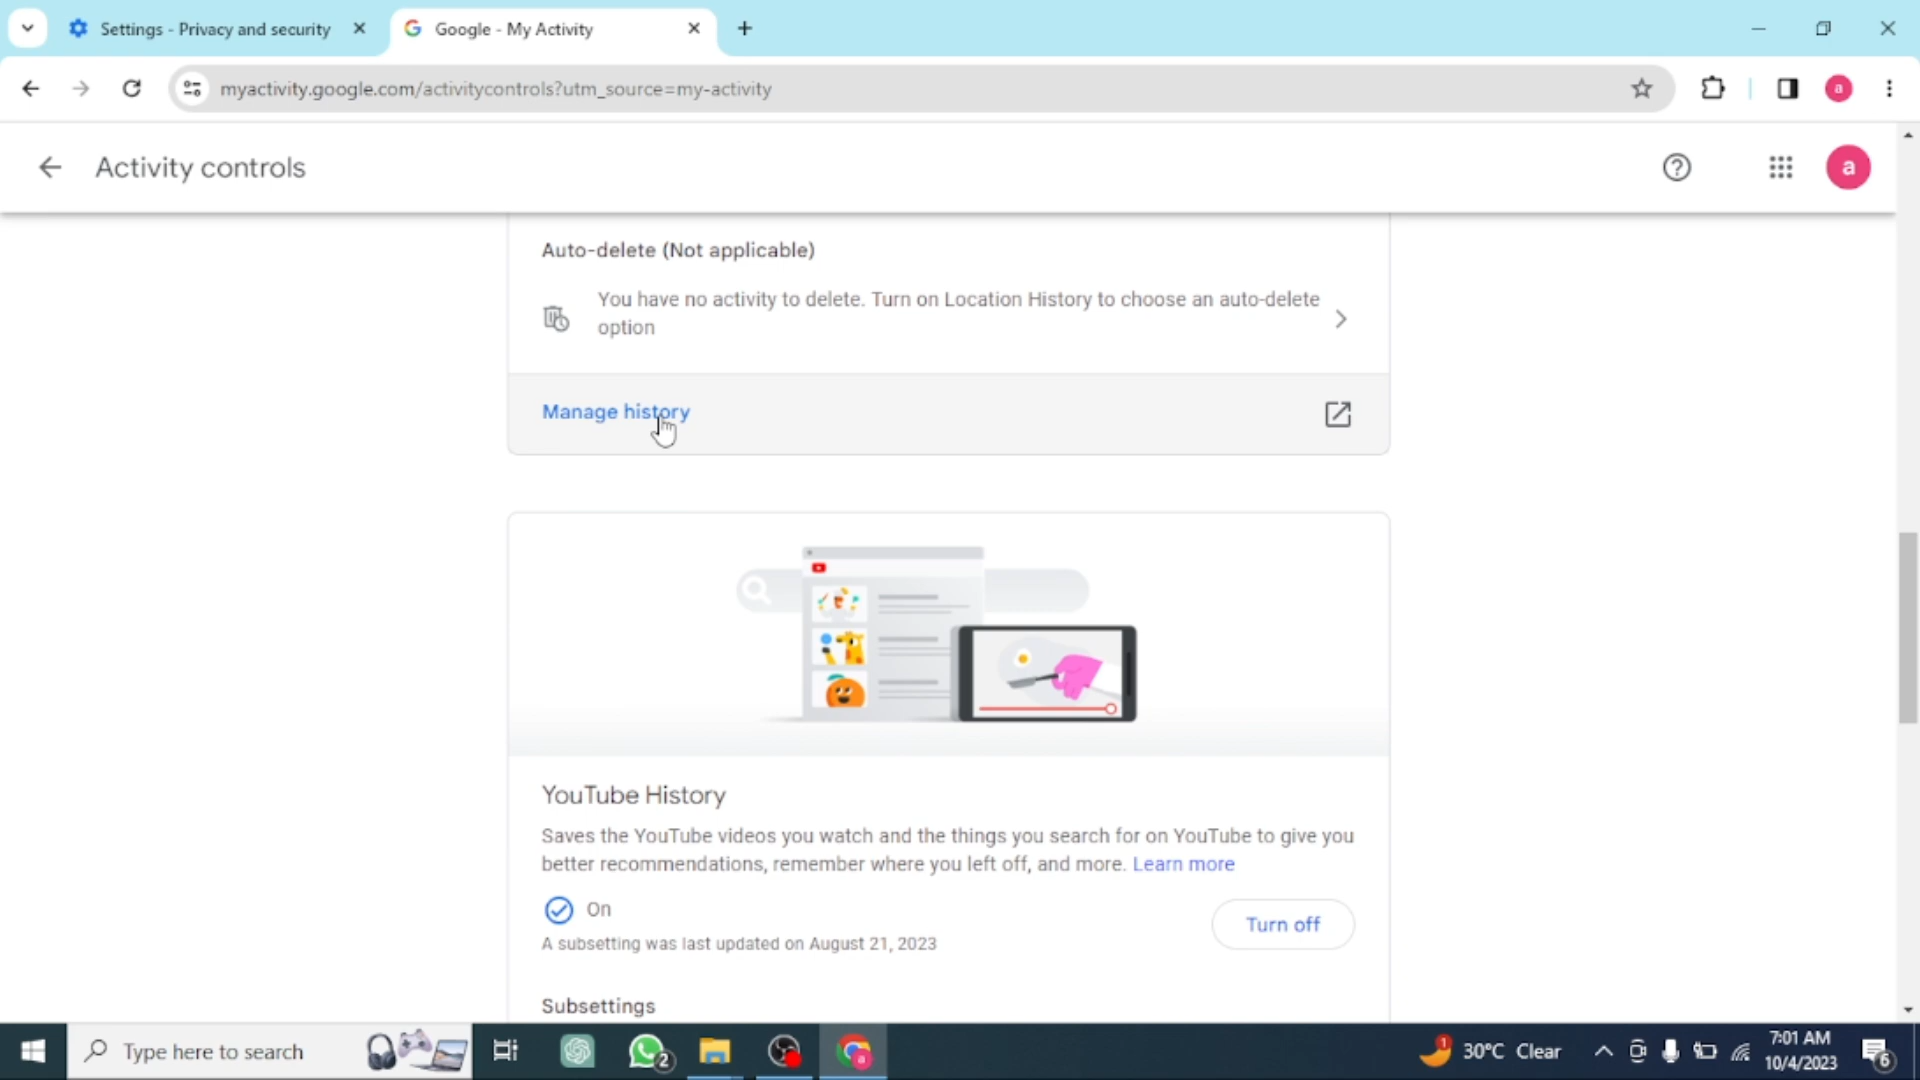 Settings - Privacy and security
Google - My Activity
myactivity.google.com/activitycontrols?utm_source=my-activity
a
Activity controls
a
Auto-delete (Not applicable)
You have no activity to delete. Turn on Location History to choose an auto-delete
option
Manage history
YouTube History
Saves the YouTube videos you watch and the things you search for on YouTube to give you
better recommendations, remember where you left off, and more. Learn more
On
Turn off
A subsetting was last updated on August 21, 2023
Subsettings
Type here to search
2
a
1
30°C Clear
7:01 AM
10/4/2023
6